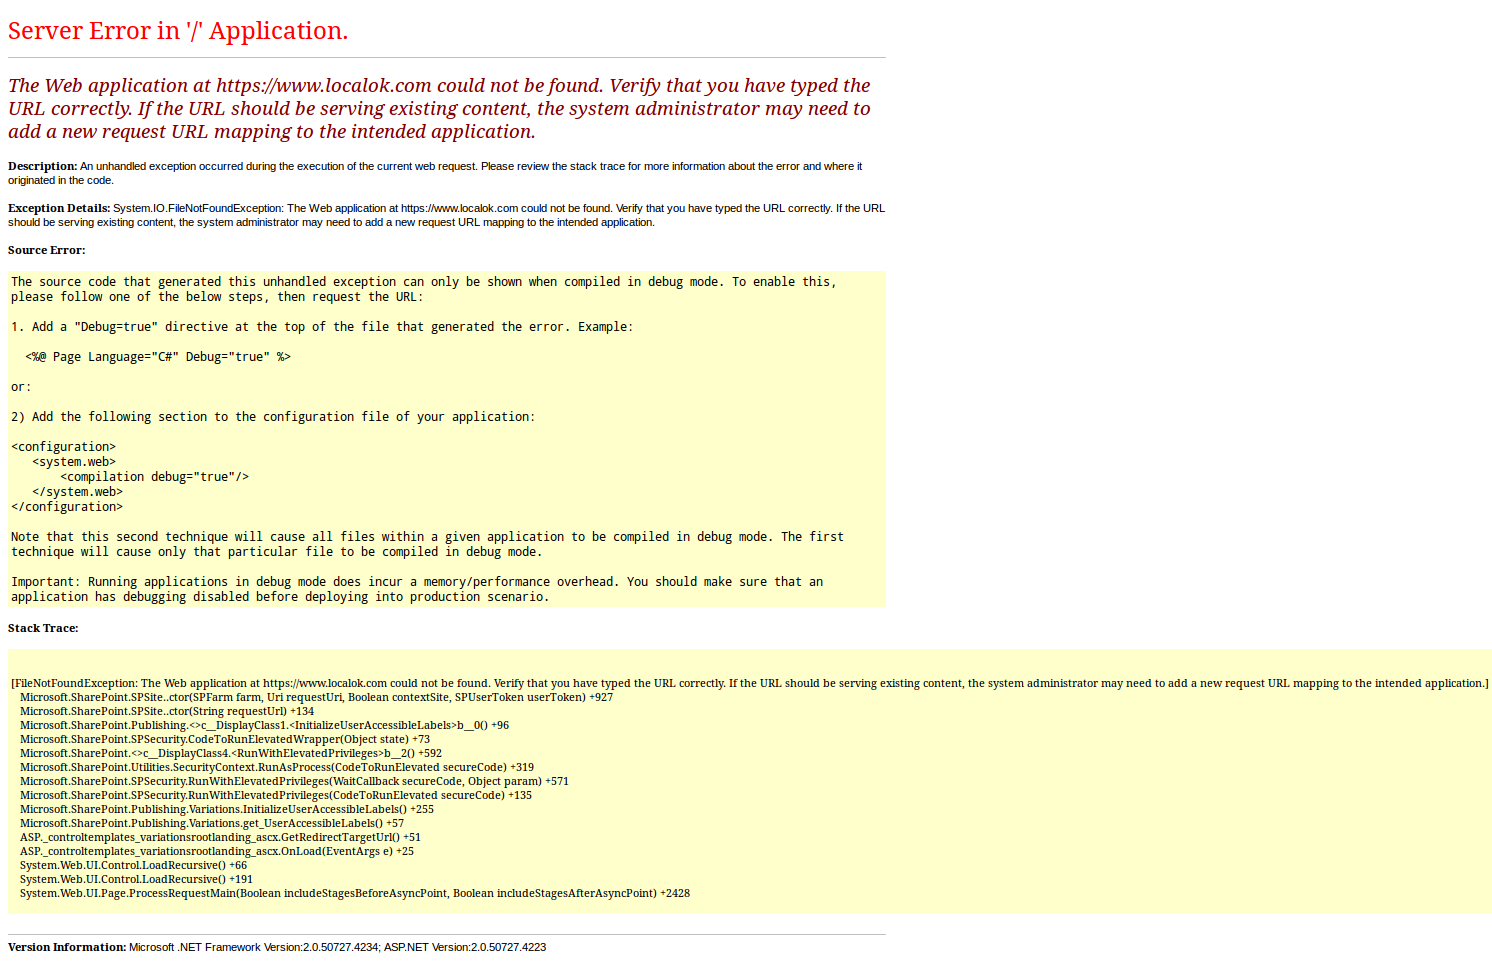 Server Error in '/' Application.
The Web application at https://www.localok.com could not be found. Verify that you have typed the
URL correctly. If the URL should be serving existing content, the system administrator may need to
add a new request URL mapping to the intended application.
Description: An unhandled exception occurred during the execution of the current web request. Please review the stack trace for more information about the error and where it
originated in the code.
Exception Details: System.IO.FileNotFoundException: The Web application at https://www.localok.com could not be found. Verify that you have typed the URL correctly. If the URL
should be serving existing content, the system administrator may need to add a new request URL mapping to the intended application.
Source Error:
The source code that generated this unhandled exception can only be shown when compiled in debug mode. To enable this,
please follow one of the below steps, then request the URL:
1. Add a "Debug=true" directive at the top of the file that generated the error. Example:
<%@ Page Language="C#" Debug="true" %>
or:
2) Add the following section to the configuration file of your application:
<configuration>
<system.web>
<compilation debug="true"/>
</system.web>
</configuration>
Note that this second technique will cause all files within a given application to be compiled in debug mode. The first
technique will cause only that particular file to be compiled in debug mode.
Important: Running applications in debug mode does incur a memory/performance overhead. You should make sure that an
application has debugging disabled before deploying into production scenario.
Stack Trace:
[FileNotFoundException: The Web application at https://www.localok.com could not be found. Verify that you have typed the URL correctly. If the URL should be serving existing content, the system administrator may need to add a new request URL mapping to the intended application.]
Microsoft.SharePoint.SPSite..ctor(SPFarm farm, Uri requestUri, Boolean contextSite, SPUserToken userToken) +927
Microsoft.SharePoint.SPSite..ctor(String requestUrl) +134
Microsoft.SharePoint.Publishing.<>c__DisplayClass1.<InitializeUserAccessibleLabels>b__0() +96
Microsoft.SharePoint.SPSecurity.CodeToRunElevatedWrapper(Object state) +73
Microsoft.SharePoint.<>c__DisplayClass4.<RunWithElevatedPrivileges>b__2() +592
Microsoft.SharePoint.Utilities.SecurityContext.RunAsProcess(CodeToRunElevated secureCode) +319
Microsoft.SharePoint.SPSecurity.RunWithElevatedPrivileges(WaitCallback secureCode, Object param) +571
Microsoft.SharePoint.SPSecurity.RunWithElevatedPrivileges(CodeToRunElevated secureCode) +135
Microsoft.SharePoint.Publishing.Variations.InitializeUserAccessibleLabels() +255
Microsoft.SharePoint.Publishing.Variations.get_UserAccessibleLabels() +57
ASP._controltemplates_variationsrootlanding_ascx.GetRedirectTargetUrl() +51
ASP._controltemplates_variationsrootlanding_ascx.OnLoad(EventArgs e) +25
System.Web.UI.Control.LoadRecursive() +66
System.Web.UI.Control.LoadRecursive() +191
System.Web.UI.Page.ProcessRequestMain(Boolean includeStagesBeforeAsyncPoint, Boolean includeStagesAfterAsyncPoint) +2428
Version Information: Microsoft .NET Framework Version:2.0.50727.4234; ASP.NET Version:2.0.50727.4223